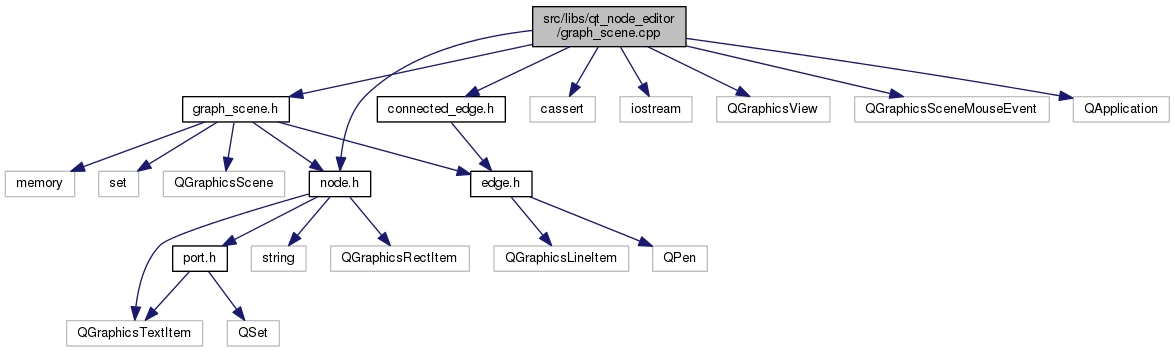 src/libs/qt_node_editor
/graph_scene.cpp
graph_scene.h
connected_edge.h
cassert
iostream
QGraphicsView
QGraphicsSceneMouseEvent
QApplication
memory
set
QGraphicsScene
node.h
edge.h
port.h
string
QGraphicsRectItem
QGraphicsLineItem
QPen
QGraphicsTextItem
QSet